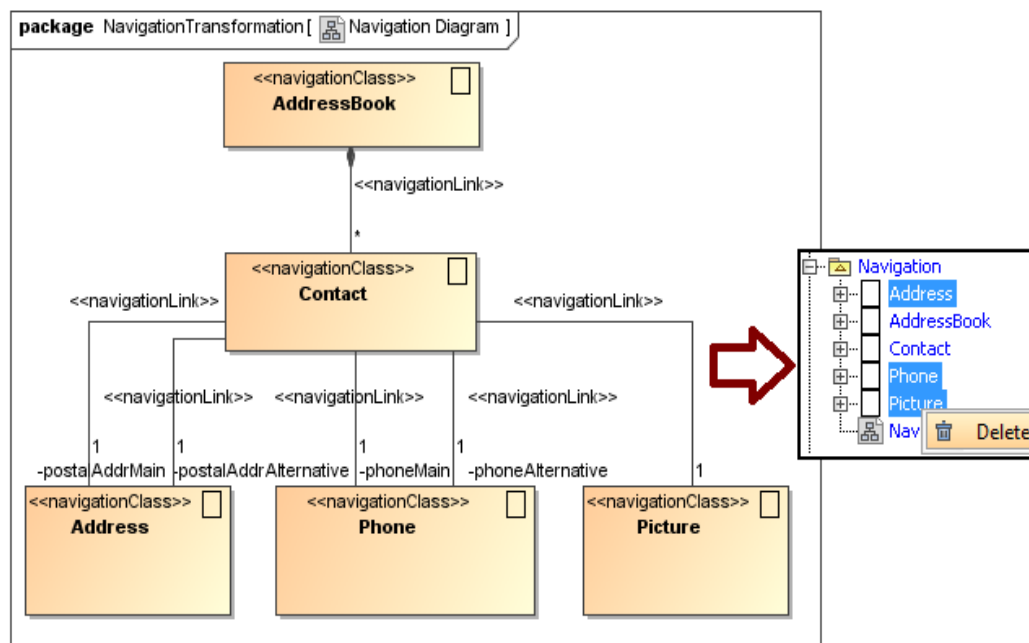 package NavigationTransformation [ Navigation Diagram ]
<<navigationClass>>
AddressBook
<<navigationLink>>
*
<<navigationClass>>
Contact
<<navigationLink>>
<<navigationLink>>
<<navigationLink>>
<<navigationLink>>
<<navigationLink>>
1
1
1
1
-postalAddrMain
-postalAddrAlternative
-phoneMain
-phoneAlternative
1
<<navigationClass>>
Address
<<navigationClass>>
Phone
<<navigationClass>>
Picture
Navigation
Address
AddressBook
Contact
Phone
Picture
Nav
Delete